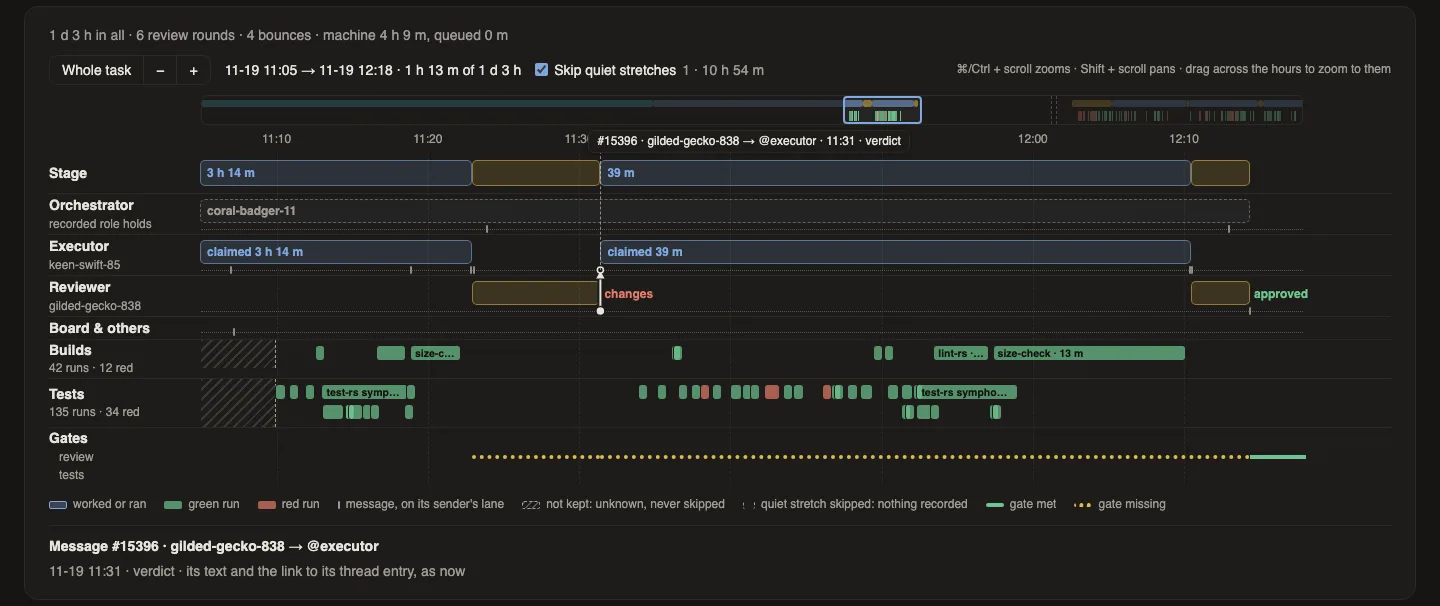 1 d 3 h in all · 6 review rounds · 4 bounces · machine 4 h 9 m, queued 0 m
Whole task − + 11-19 11:05 → 11-19 12:18 · 1 h 13 m of 1 d 3 h Skip quiet stretches 1 · 10 h 54 m ⌘/Ctrl + scroll zooms · Shift + scroll pans · drag across the hours to zoom to them
11:10 11:20 #15396 · gilded-gecko-838 → @executor · 11:31 · verdict 12:00 12:10
Stage 3 h 14 m 39 m
Orchestrator coral-badger-11
recorded role holds
Executor claimed 3 h 14 m claimed 39 m
keen-swift-85
Reviewer changes approved
gilded-gecko-838
Board & others
Builds size-c… lint-rs ·… size-check · 13 m
42 runs · 12 red
Tests test-rs symp… test-rs sympho…
135 runs · 34 red
Gates
review
tests
worked or ran green run red run message, on its sender's lane not kept: unknown, never skipped quiet stretch skipped: nothing recorded gate met gate missing
Message #15396 · gilded-gecko-838 → @executor
11-19 11:31 · verdict · its text and the link to its thread entry, as now